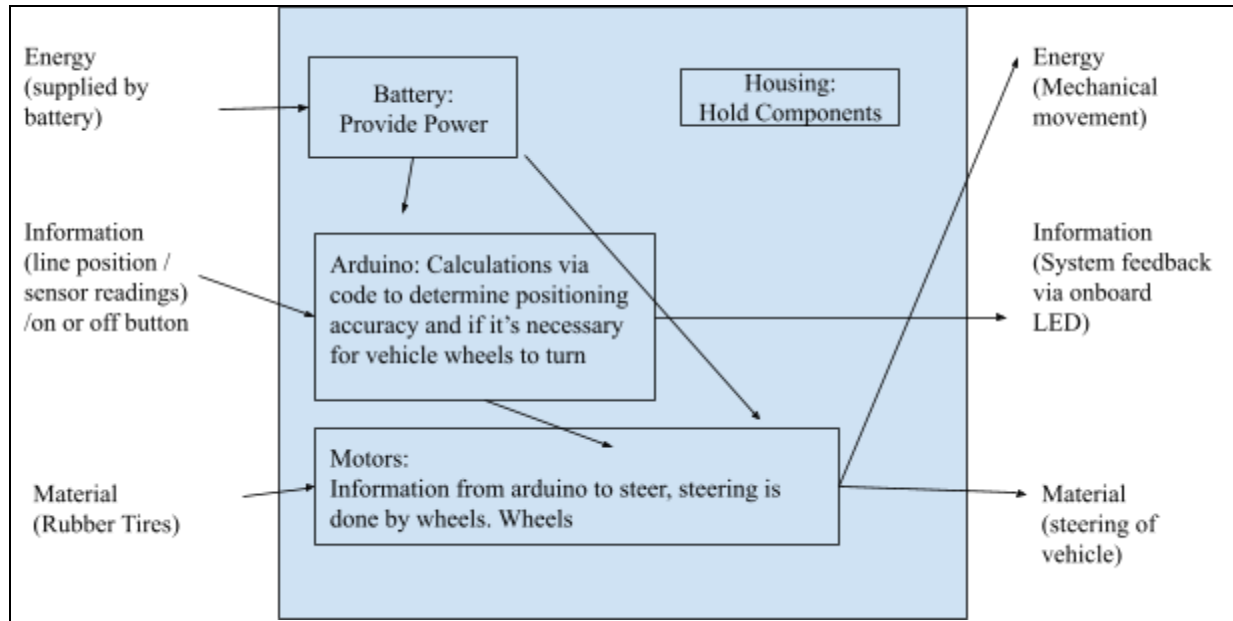 Energy
(supplied by
battery)
Information
(line position /
sensor readings)
/on or off button
Material
(Rubber Tires)
Battery:
Provide Power
Housing:
Hold Components
Arduino: Calculations via
code to determine positioning
accuracy and if it's necessary
for vehicle wheels to turn
Motors:
Information from arduino to steer, steering is
done by wheels. Wheels
Energy
(Mechanical
movement)
Information
(System feedback
via onboard
LED)
Material
(steering of
vehicle)